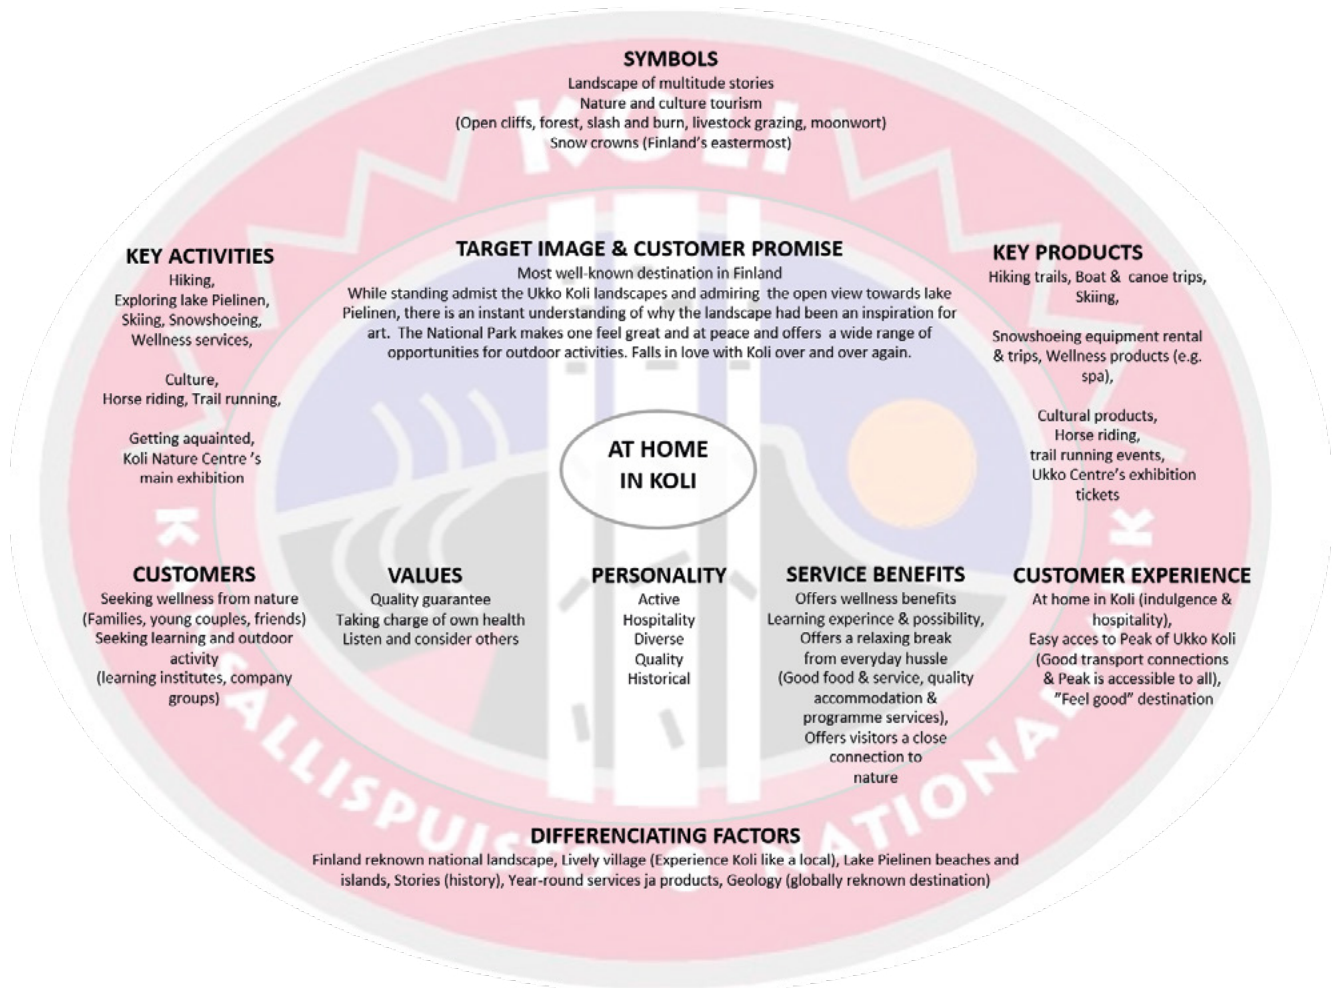 SYMBOLS
Landscape of multitude stories
Nature and culture tourism
(Open cliffs, forest, slash and burn, livestock grazing, moonwort)
Snow crowns (Finland's eastermost)
KOLI
KEY ACTIVITIES
Hiking,
Exploring lake Pielinen,
Skiing, Snowshoeing,
Wellness services,
Culture,
Horse riding, Trail running,
Getting aquainted,
Koli Nature Centre 's
main exhibition
TARGET IMAGE & CUSTOMER PROMISE
Most well-known destination in Finland
While standing admist the Ukko Koli landscapes and admiring the open view towards lake
Pielinen, there is an instant understanding of why the landscape had been an inspiration for
art. The National Park makes one feel great and at peace and offers a wide range of
opportunities for outdoor activities. Falls in love with Koli over and over again.
KEY PRODUCTS
Hiking trails, Boat & canoe trips,
Skiing,
Snowshoeing equipment rental
& trips, Wellness products (e.g.
spa),
Cultural products,
Horse riding,
trail running events,
Ukko Centre's exhibition
tickets
AT HOME
IN KOLI
CUSTOMERS
Seeking wellness from nature
(Families, young couples, friends)
Seeking learning and outdoor
activity
(learning institutes, company
groups)
VALUES
Quality guarantee
Taking charge of own health
Listen and consider others
PERSONALITY
Active
Hospitality
Diverse
Quality
Historical
SERVICE BENEFITS
Offers wellness benefits
Learning experince & possibility,
Offers a relaxing break
from everyday hussle
(Good food & service, quality
accommodation &
programme services),
Offers visitors a close
connection to
nature
CUSTOMER EXPERIENCE
At home in Koli (indulgence &
hospitality),
Easy acces to Peak of Ukko Koli
(Good transport connections
& Peak is accessible to all),
"Feel good" destination
KANSALLISPUISTO NATIONAL PARK
DIFFERENCIATING FACTORS
Finland reknown national landscape, Lively village (Experience Koli like a local), Lake Pielinen beaches and
islands, Stories (history), Year-round services ja products, Geology (globally reknown destination)